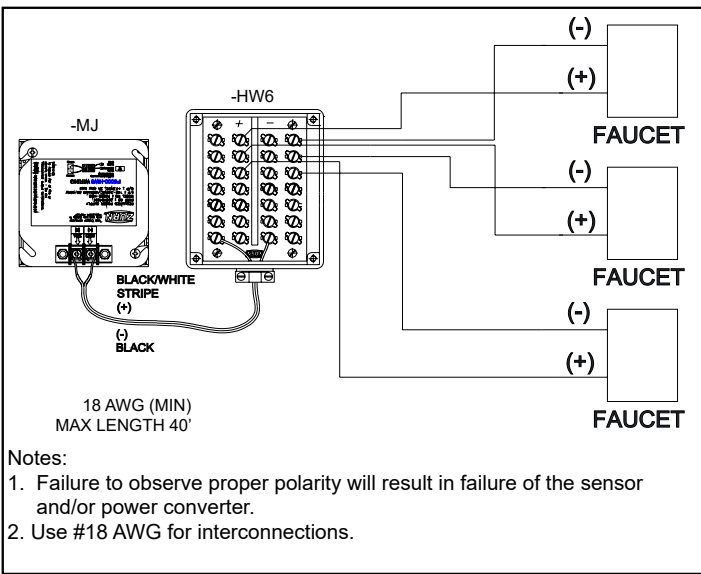 (-)
(+)
FAUCET
-HW6
-MJ
+ −
(-)
(+)
FAUCET
ZURN
BLACK/WHITE
STRIPE
(+)
(-)
BLACK
(-)
(+)
FAUCET
18 AWG (MIN)
MAX LENGTH 40’
Notes:
1. Failure to observe proper polarity will result in failure of the sensor
and/or power converter.
2. Use #18 AWG for interconnections.